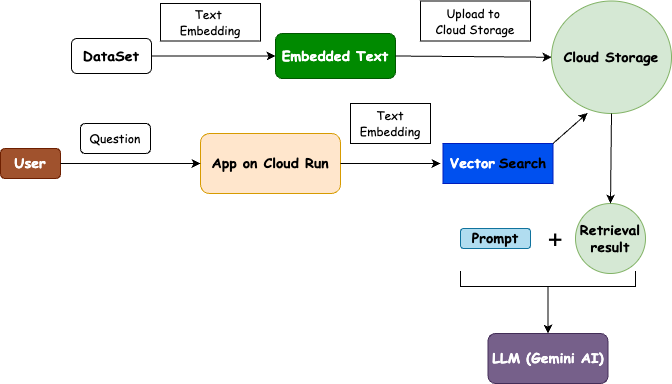 Text
Embedding
Upload to
Cloud Storage
DataSet
Embedded Text
Cloud Storage
Question
Text
Embedding
User
App on Cloud Run
Vector Search
Prompt
+
Retrieval
result
LLM (Gemini AI)